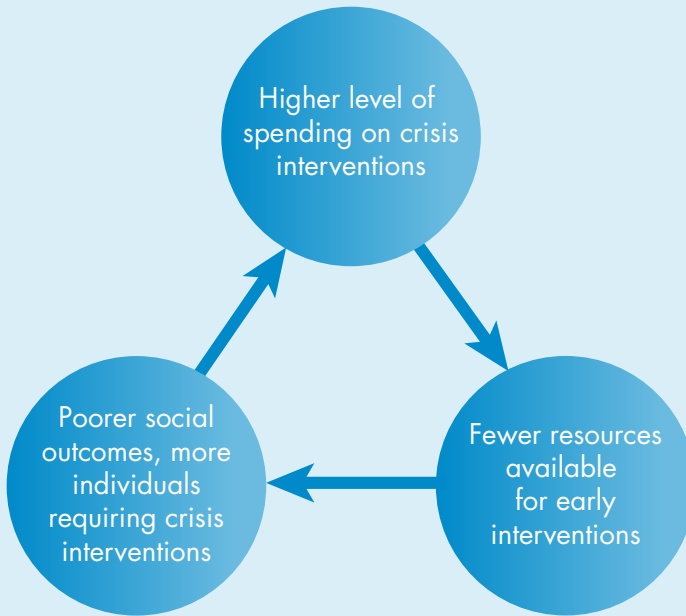 Higher level of
spending on crisis
interventions
Fewer resources
available
for early
interventions
Poorer social
outcomes, more
individuals
requiring crisis
interventions